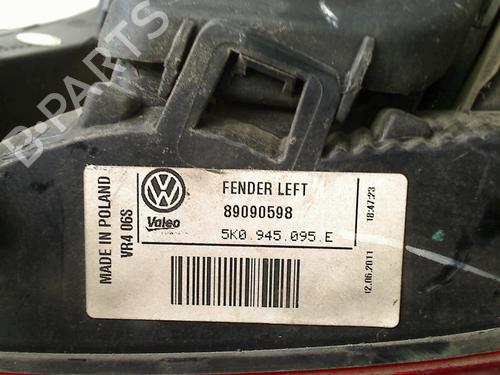 B-PARTS
MADE IN POLAND
VR4 06S
Valeo
FENDER LEFT
89090598
5K0.945.095.E
18:47:23
12.06.2011